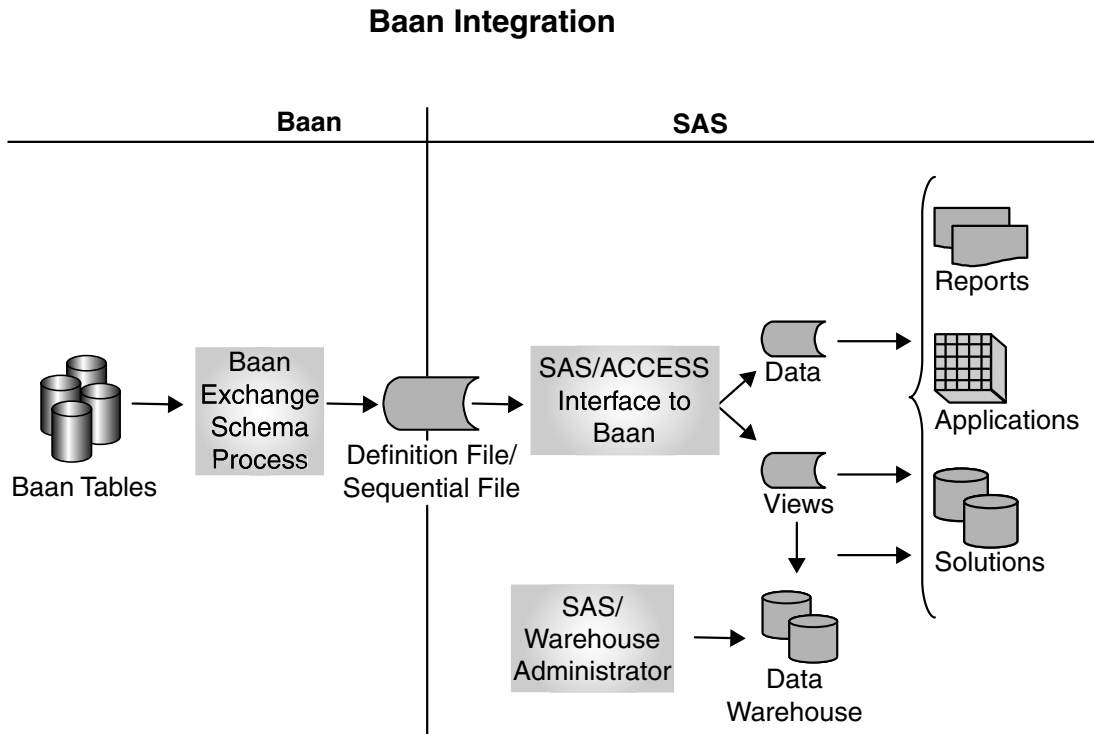 Baan Integration
Baan
SAS
Reports
Baan
Exchange
Schema
Process
SAS/ACCESS
Interface to
Baan
Data
Applications
Baan Tables
Definition File/
Sequential File
Views
Solutions
SAS/
Warehouse
Administrator
Data
Warehouse